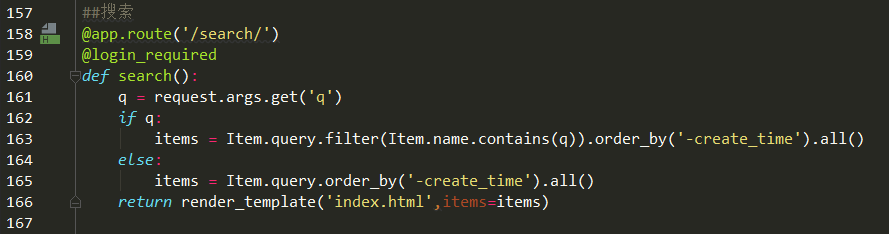 157 ##搜索
158 @app.route('/search/')
159 @login_required
160 def search():
161 q = request.args.get('q')
162 if q:
163 items = Item.query.filter(Item.name.contains(q)).order_by('-create_time').all()
164 else:
165 items = Item.query.order_by('-create_time').all()
166 return render_template('index.html',items=items)
167